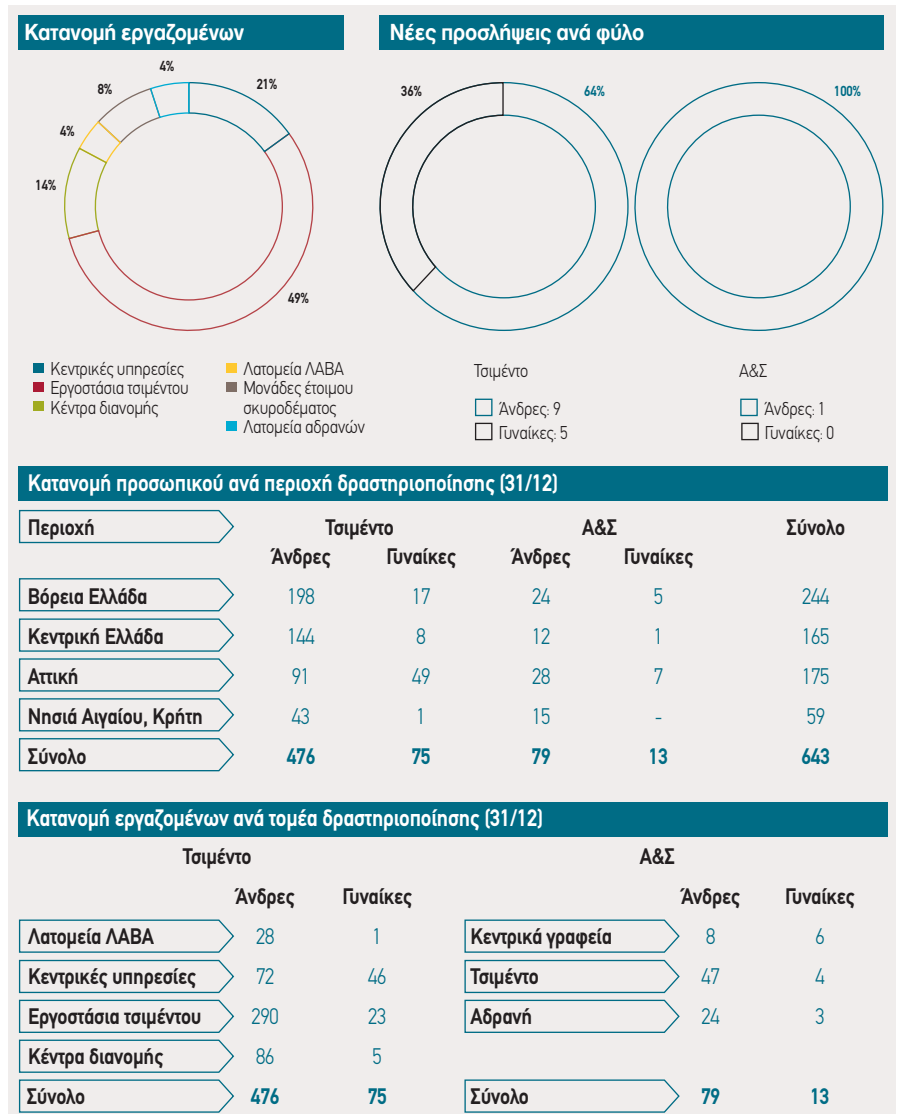 Κατανομή εργαζομένων
4%
8%
21%
4%
14%
49%
Κεντρικές υπηρεσίες
Εργοστάσια τσιμέντου
Κέντρα διανομής
Λατομεία ΛΑΒΑ
Μονάδες έτοιμου
σκυροδέματος
Λατομεία αδρανών
Νέες προσλήψεις ανά φύλο
36%
64%
100%
Τσιμέντο
Άνδρες: 9
Γυναίκες: 5
Α&Σ
Άνδρες: 1
Γυναίκες: 0
Κατανομή προσωπικού ανά περιοχή δραστηριοποίησης (31/12)
Περιοχή Τσιμέντο Α&Σ Σύνολο
Άνδρες Γυναίκες Άνδρες Γυναίκες
Βόρεια Ελλάδα 198 17 24 5 244
Κεντρική Ελλάδα 144 8 12 1 165
Αττική 91 49 28 7 175
Νησιά Αιγαίου, Κρήτη 43 1 15 - 59
Σύνολο 476 75 79 13 643
Κατανομή εργαζομένων ανά τομέα δραστηριοποίησης (31/12)
Τσιμέντο
Άνδρες Γυναίκες
Λατομεία ΛΑΒΑ 28 1
Κεντρικές υπηρεσίες 72 46
Εργοστάσια τσιμέντου 290 23
Κέντρα διανομής 86 5
Σύνολο 476 75
Α&Σ
Άνδρες Γυναίκες
Κεντρικά γραφεία 8 6
Τσιμέντο 47 4
Αδρανή 24 3
Σύνολο 79 13